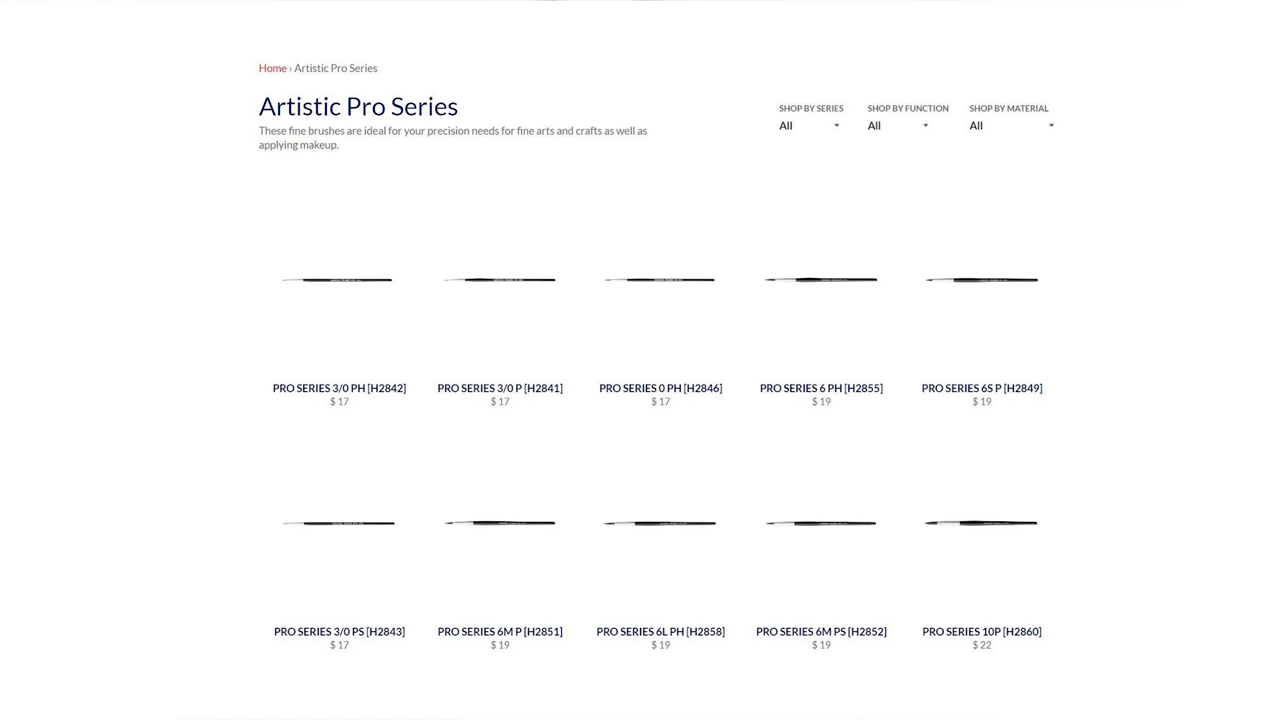 Home › Artistic Pro Series
Artistic Pro Series
These fine brushes are ideal for your precision needs for fine arts and crafts as well as
applying makeup.
SHOP BY SERIES SHOP BY FUNCTION SHOP BY MATERIAL
All All All
PRO SERIES 3/0 PH [H2842] PRO SERIES 3/0 P [H2841] PRO SERIES 0 PH [H2846] PRO SERIES 6 PH [H2855] PRO SERIES 6S P [H2849]
$ 17 $ 17 $ 17 $ 19 $ 19
PRO SERIES 3/0 PS [H2843] PRO SERIES 6M P [H2851] PRO SERIES 6L PH [H2858] PRO SERIES 6M PS [H2852] PRO SERIES 10P [H2860]
$ 17 $ 19 $ 19 $ 19 $ 22